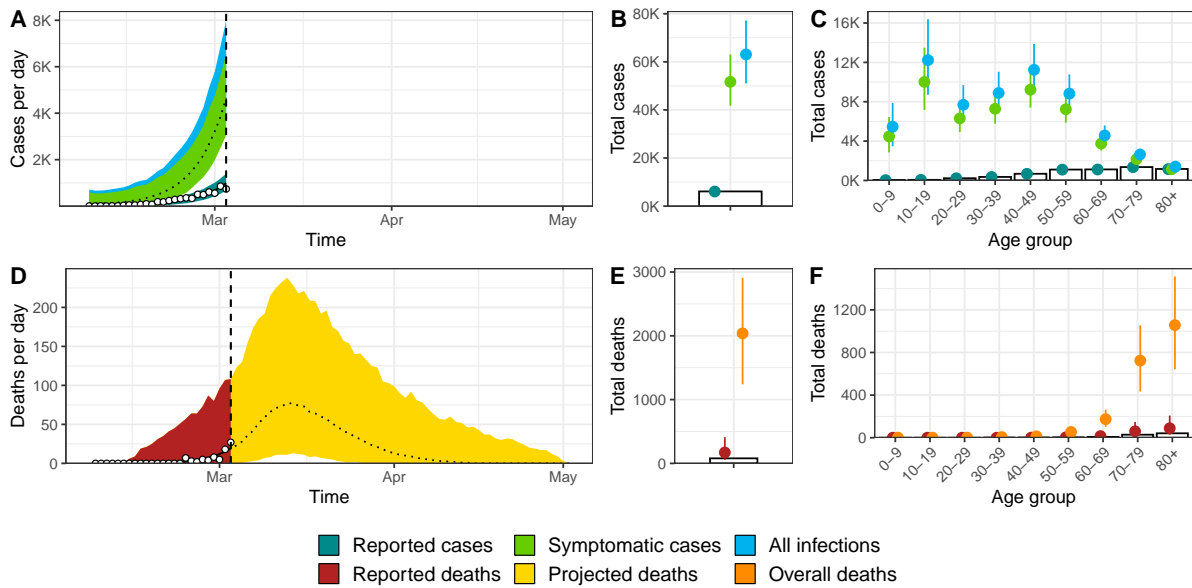 A
Cases per day
8K
6K
4K
2K
Mar
Apr
May
Time
B
Total cases
80K
60K
40K
20K
0K
C
Total cases
16K
12K
8K
4K
0K
0–9
10–19
20–29
30–39
40–49
50–59
60–69
70–79
80+
Age group
D
Deaths per day
200
150
100
50
0
Mar
Apr
May
Time
E
Total deaths
3000
2000
1000
0
F
Total deaths
1200
800
400
0
0–9
10–19
20–29
30–39
40–49
50–59
60–69
70–79
80+
Age group
Reported cases
Symptomatic cases
All infections
Reported deaths
Projected deaths
Overall deaths